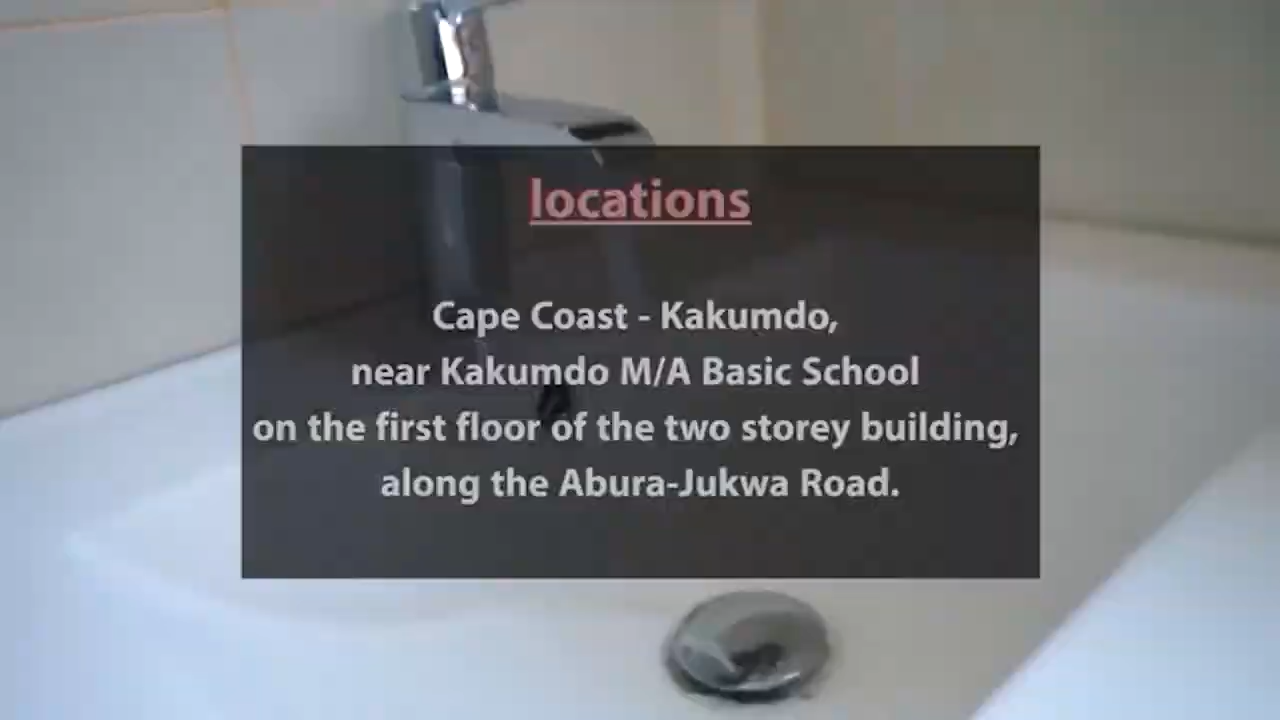 locations
Cape Coast - Kakumdo,
near Kakumdo M/A Basic School
on the first floor of the two storey building,
along the Abura-Jukwa Road.